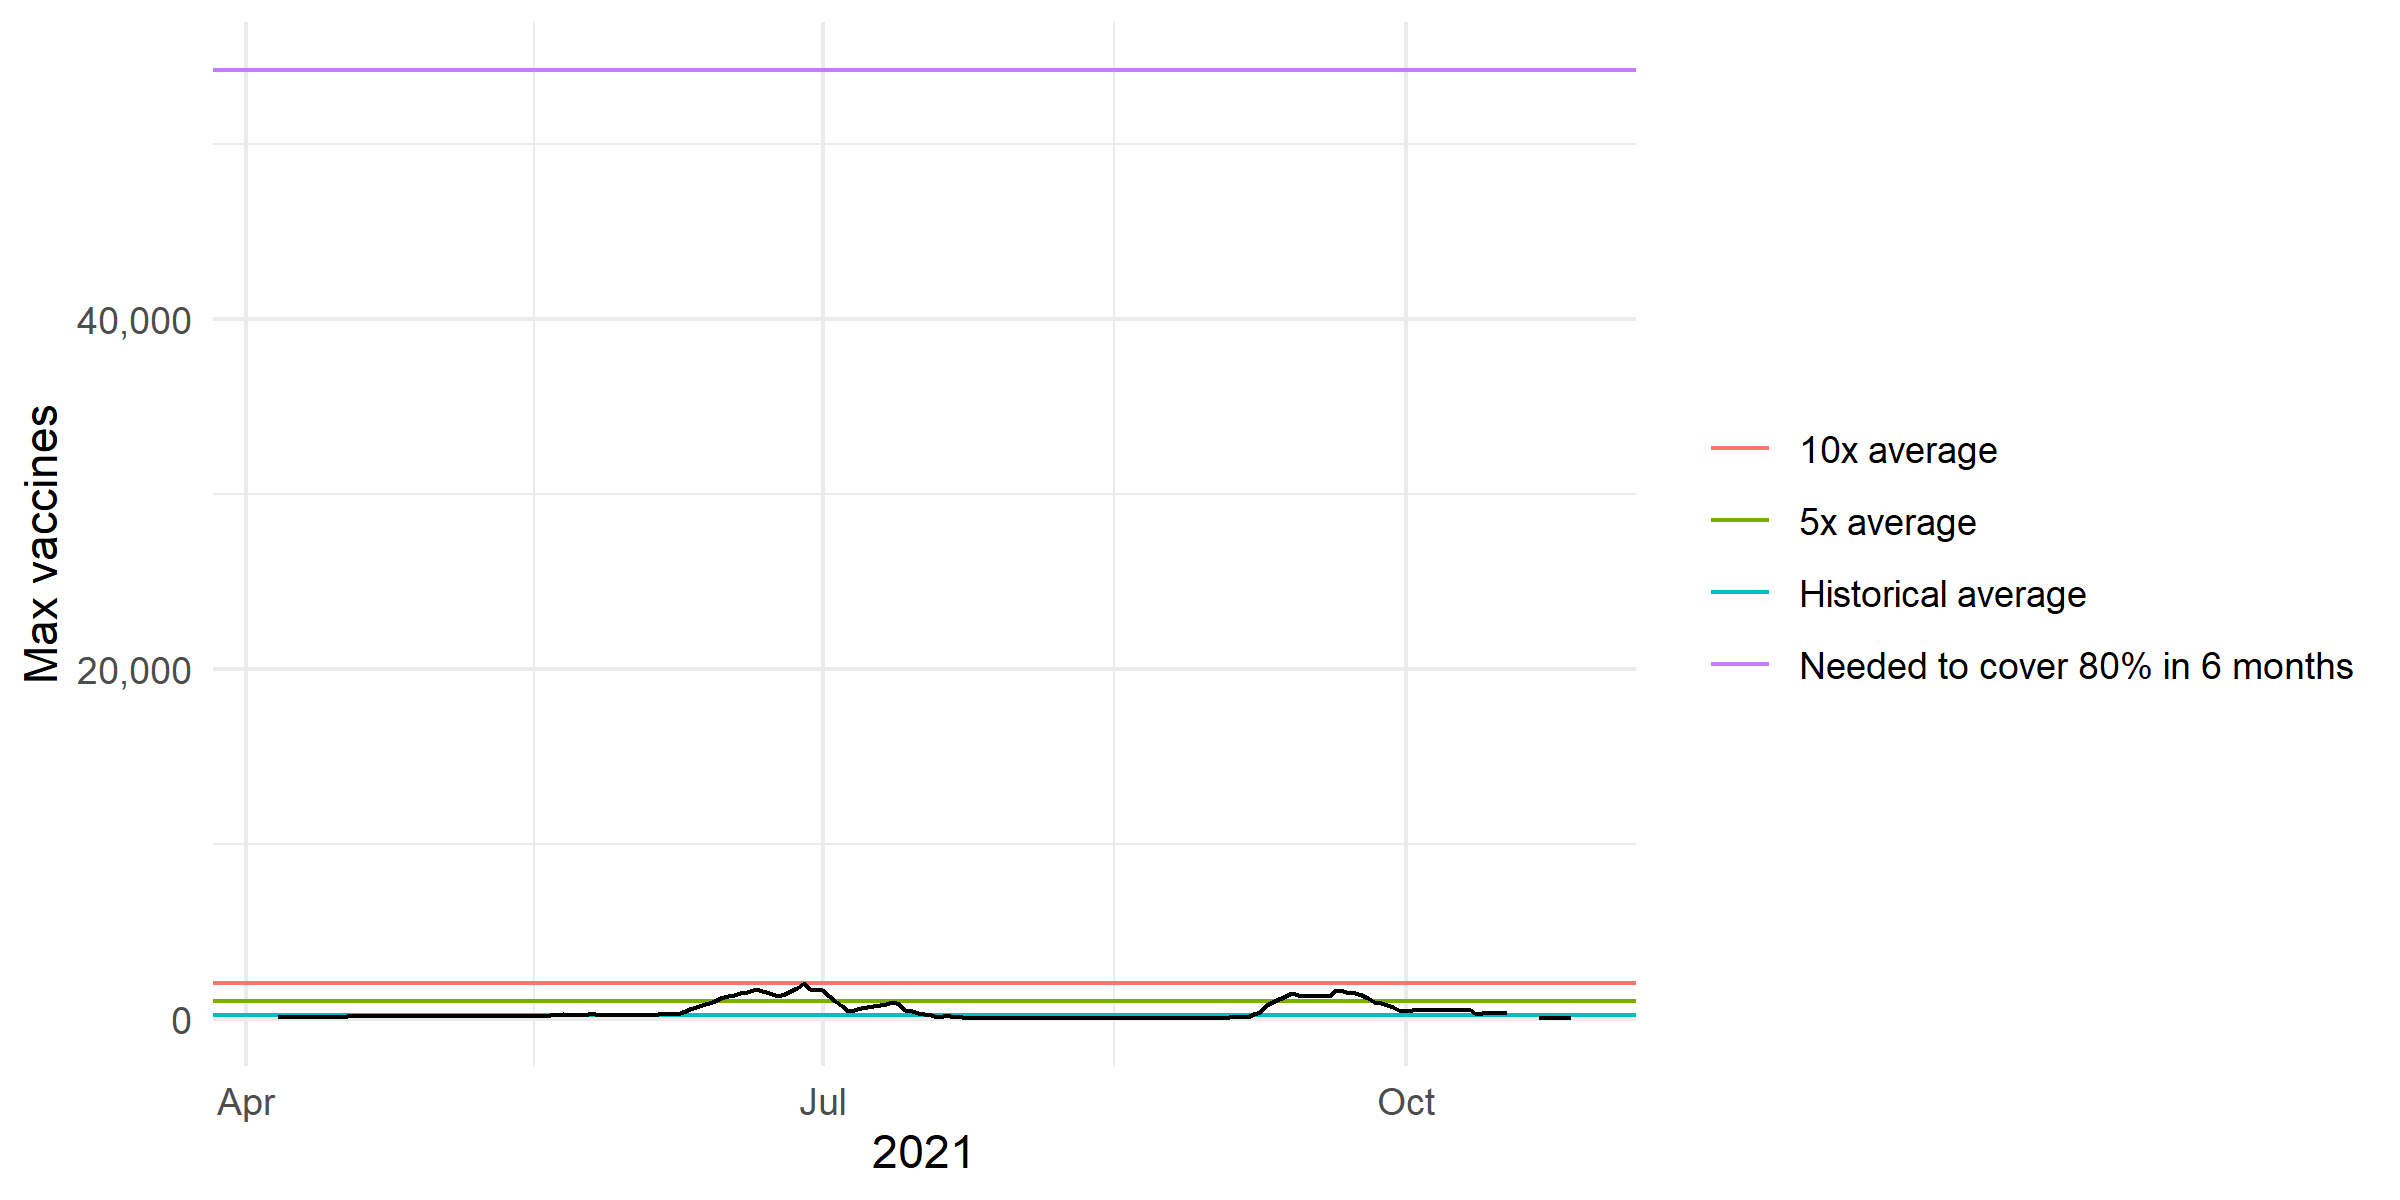 Max vaccines
40,000
20,000
0
Apr
Jul
Oct
2021
10x average
5x average
Historical average
Needed to cover 80% in 6 months